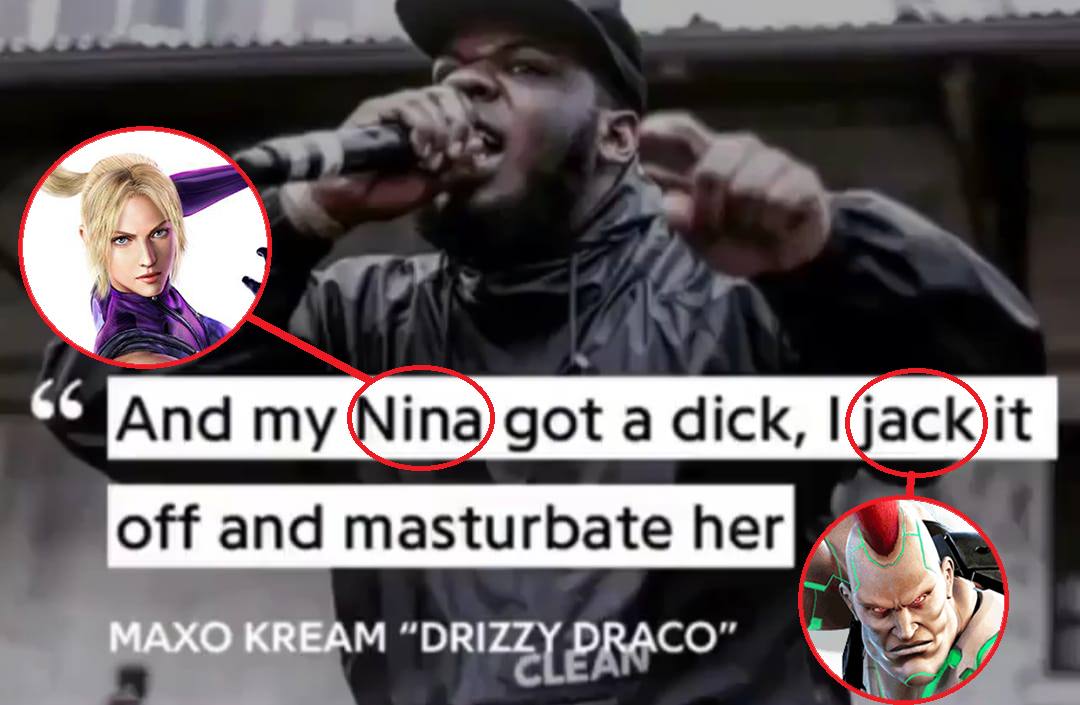 “ And my Nina got a dick, I jack it
off and masturbate her
MAXO KREAM “DRIZZY DRACO”
CLEAN